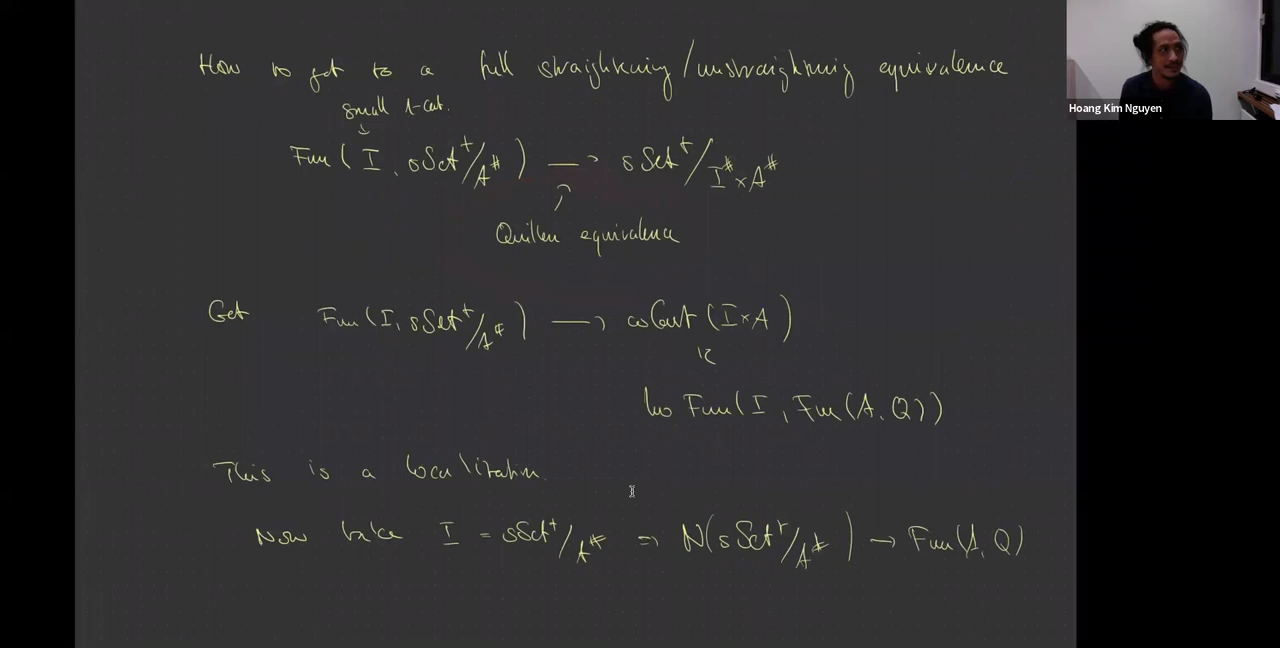 How to get to a full straightening/unstraightening equivalence
small 1-cat.
↓
Fun( I, sSet⁺/A^# ) → sSet⁺/I^# × A^#
Quillen equivalence
Get Fun(I, sSet⁺/A^#) → coCart(I×A)
ho Fun(I, Fun(A, Q))
This is a localization.
Now take I = sSet⁺/A^# ⇒ N(sSet⁺/A^#) → Fun(A, Q)
Hoang Kim Nguyen